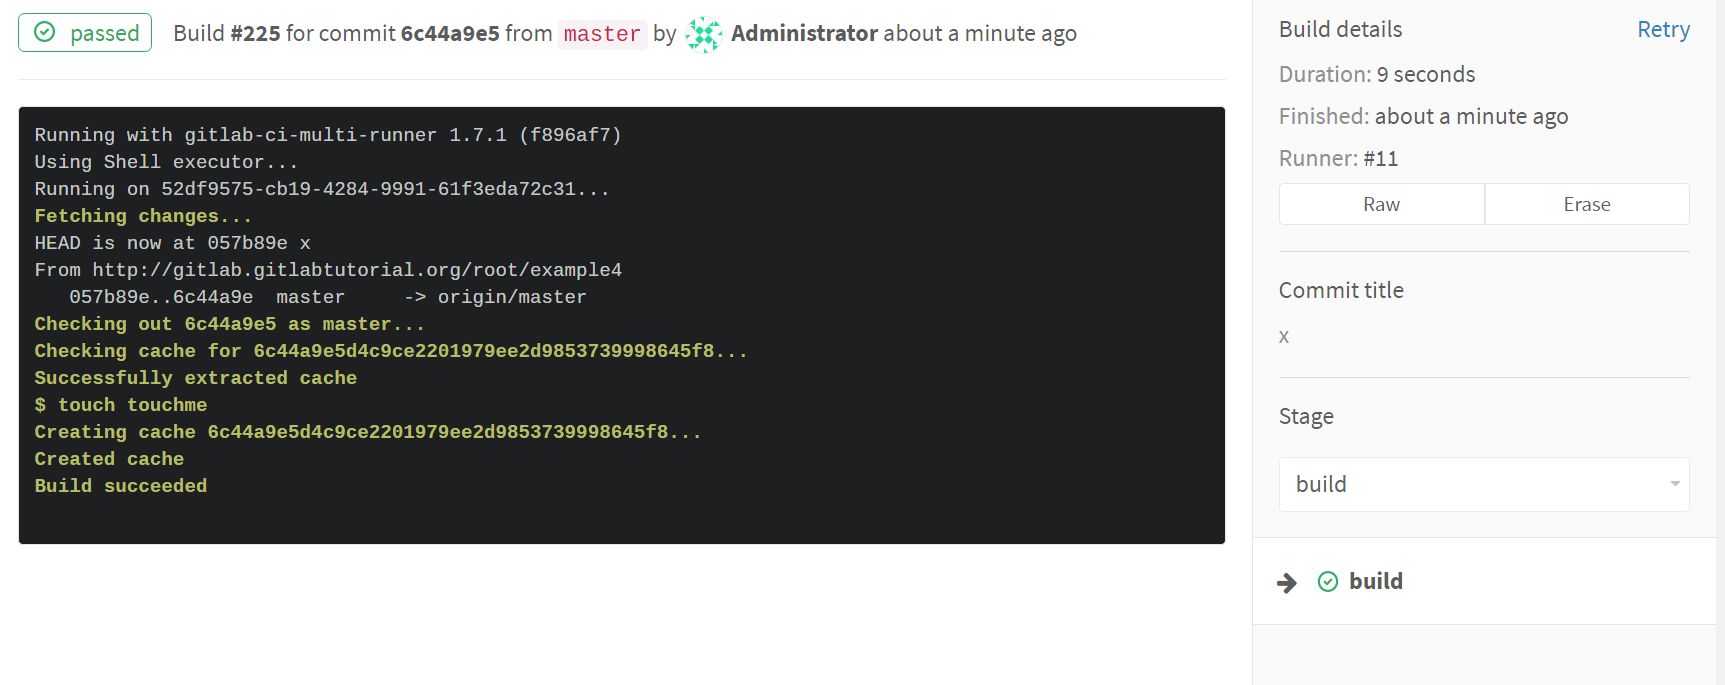 passed Build #225 for commit 6c44a9e5 from master by Administrator about a minute ago
Running with gitlab-ci-multi-runner 1.7.1 (f896af7)
Using Shell executor...
Running on 52df9575-cb19-4284-9991-61f3eda72c31...
Fetching changes...
HEAD is now at 057b89e x
From http://gitlab.gitlabtutorial.org/root/example4
   057b89e..6c44a9e  master     -> origin/master
Checking out 6c44a9e5 as master...
Checking cache for 6c44a9e5d4c9ce2201979ee2d9853739998645f8...
Successfully extracted cache
$ touch touchme
Creating cache 6c44a9e5d4c9ce2201979ee2d9853739998645f8...
Created cache
Build succeeded
Build details Retry
Duration: 9 seconds
Finished: about a minute ago
Runner: #11
Raw Erase
Commit title
x
Stage
build
build